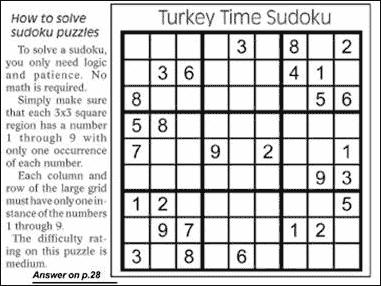 How to solve
sudoku puzzles
To solve a sudoku,
you only need logic
and patience. No
math is required.
Simply make sure
that each 3x3 square
region has a number
1 through 9 with
only one occurrence
of each number.
Each column and
row of the large grid
must have only one in-
stance of the numbers
1 through 9.
The difficulty rat-
ing on this puzzle is
medium.
Answer on p.28
Turkey Time Sudoku
3 8 2
3 6 4 1
8 5 6
5 8
7 9 2 1
9 3
1 2 5
9 7 1 2
3 8 6